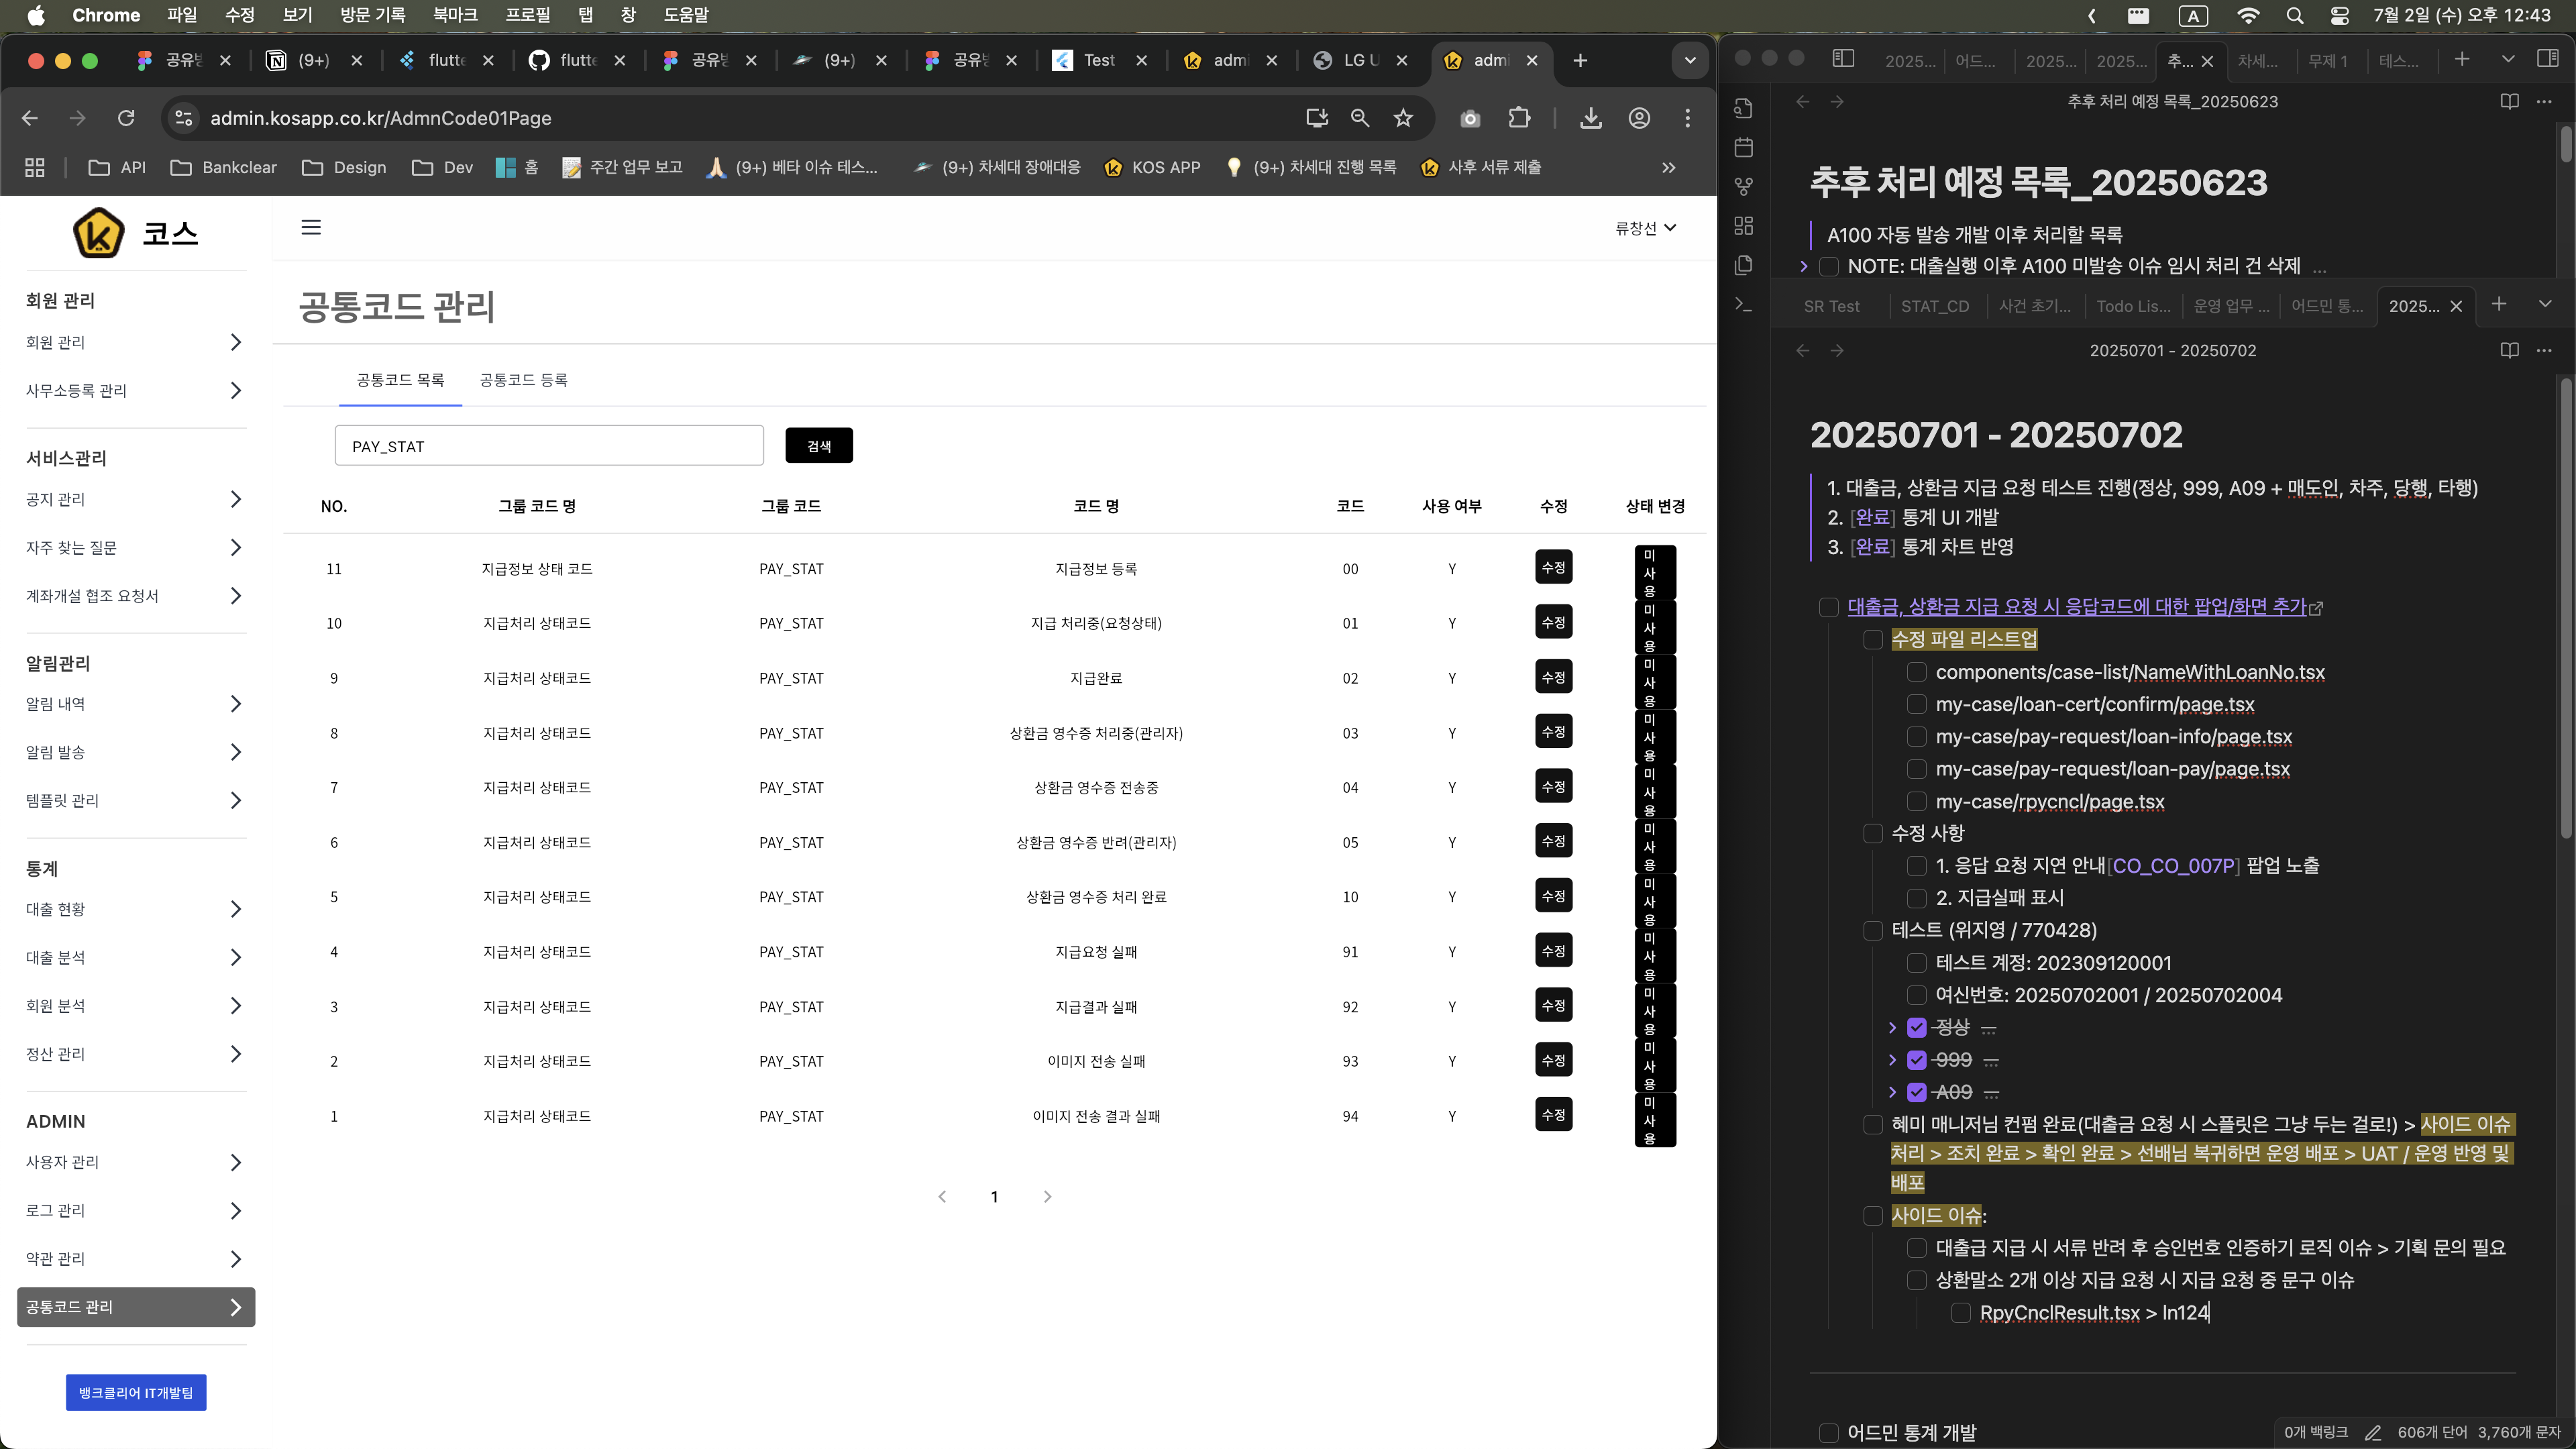 Chrome 파일 수정 보기 방문 기록 북마크 프로필 탭 창 도움말
A 7월 2일 (수) 오후 12:43
공유방 (9+) flutte flutte 공유방 (9+) 공유방 Test admi LG U admi
admin.kosapp.co.kr/AdmnCode01Page
API Bankclear Design Dev 홈 주간 업무 보고 (9+) 베타 이슈 테스... (9+) 차세대 장애대응 KOS APP (9+) 차세대 진행 목록 사후 서류 제출
코스
류창선
회원 관리
회원 관리
사무소등록 관리
서비스관리
공지 관리
자주 찾는 질문
계좌개설 협조 요청서
알림관리
알림 내역
알림 발송
템플릿 관리
통계
대출 현황
대출 분석
회원 분석
정산 관리
ADMIN
사용자 관리
로그 관리
약관 관리
공통코드 관리
뱅크클리어 IT개발팀
공통코드 관리
공통코드 목록 공통코드 등록
PAY_STAT 검색
NO. 그룹 코드 명 그룹 코드 코드 명 코드 사용 여부 수정 상태 변경
11 지급정보 상태 코드 PAY_STAT 지급정보 등록 00 Y 수정 미사용
10 지급처리 상태코드 PAY_STAT 지급 처리중(요청상태) 01 Y 수정 미사용
9 지급처리 상태코드 PAY_STAT 지급완료 02 Y 수정 미사용
8 지급처리 상태코드 PAY_STAT 상환금 영수증 처리중(관리자) 03 Y 수정 미사용
7 지급처리 상태코드 PAY_STAT 상환금 영수증 전송중 04 Y 수정 미사용
6 지급처리 상태코드 PAY_STAT 상환금 영수증 반려(관리자) 05 Y 수정 미사용
5 지급처리 상태코드 PAY_STAT 상환금 영수증 처리 완료 10 Y 수정 미사용
4 지급처리 상태코드 PAY_STAT 지급요청 실패 91 Y 수정 미사용
3 지급처리 상태코드 PAY_STAT 지급결과 실패 92 Y 수정 미사용
2 지급처리 상태코드 PAY_STAT 이미지 전송 실패 93 Y 수정 미사용
1 지급처리 상태코드 PAY_STAT 이미지 전송 결과 실패 94 Y 수정 미사용
1
2025... 어드... 2025... 2025... 추... 차세... 무제 1 테스...
추후 처리 예정 목록_20250623
추후 처리 예정 목록_20250623
A100 자동 발송 개발 이후 처리할 목록
NOTE: 대출실행 이후 A100 미발송 이슈 임시 처리 건 삭제 ...
SR Test STAT_CD 사건 초기... Todo Lis... 운영 업무 ... 어드민 통... 2025...
20250701 - 20250702
20250701 - 20250702
1. 대출금, 상환금 지급 요청 테스트 진행(정상, 999, A09 + 매도인, 차주, 당행, 타행)
2. [완료] 통계 UI 개발
3. [완료] 통계 차트 반영
대출금, 상환금 지급 요청 시 응답코드에 대한 팝업/화면 추가
수정 파일 리스트업
components/case-list/NameWithLoanNo.tsx
my-case/loan-cert/confirm/page.tsx
my-case/pay-request/loan-info/page.tsx
my-case/pay-request/loan-pay/page.tsx
my-case/rpycncl/page.tsx
수정 사항
1. 응답 요청 지연 안내[CO_CO_007P] 팝업 노출
2. 지급실패 표시
테스트 (위지영 / 770428)
테스트 계정: 202309120001
여신번호: 20250702001 / 20250702004
정상 ...
999 ...
A09 ...
혜미 매니저님 컨펌 완료(대출금 요청 시 스플릿은 그냥 두는 걸로!) > 사이드 이슈
처리 > 조치 완료 > 확인 완료 > 선배님 복귀하면 운영 배포 > UAT / 운영 반영 및
배포
사이드 이슈:
대출급 지급 시 서류 반려 후 승인번호 인증하기 로직 이슈 > 기획 문의 필요
상환말소 2개 이상 지급 요청 시 지급 요청 중 문구 이슈
RpyCnclResult.tsx > ln124
어드민 통계 개발
0개 백링크 606개 단어 3,760개 문자